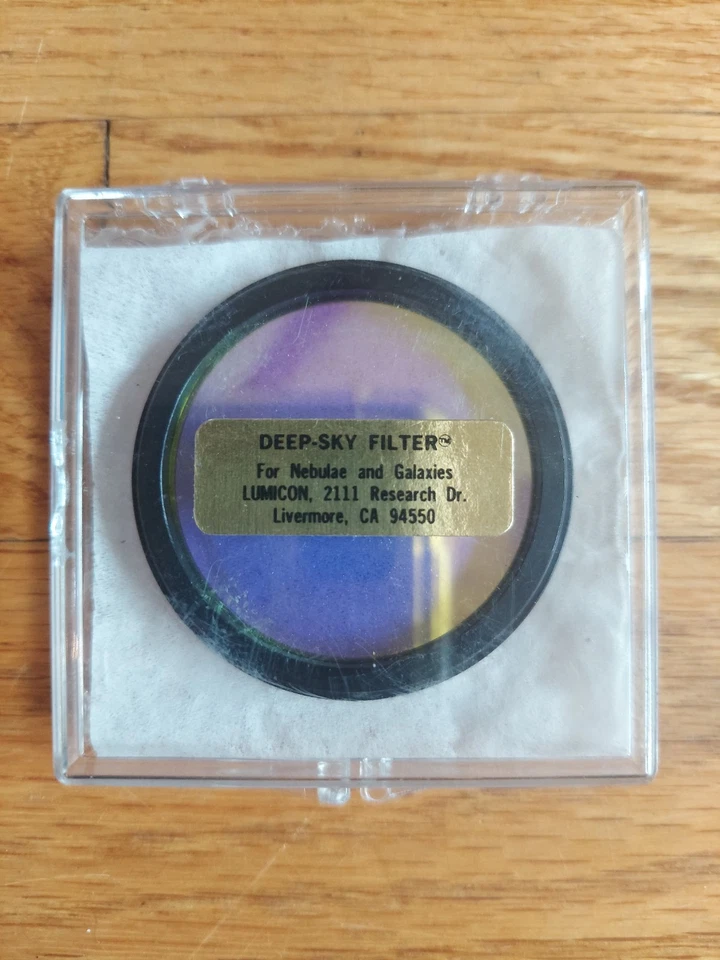 DEEP-SKY FILTER™
For Nebulae and Galaxies
LUMICON, 2111 Research Dr.
Livermore, CA 94550